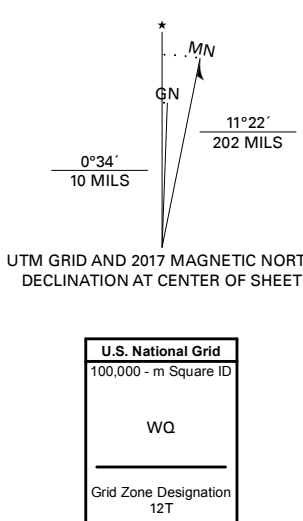 ★
MN
GN
11°22´
202 MILS
0°34´
10 MILS
UTM GRID AND 2017 MAGNETIC NORT
DECLINATION AT CENTER OF SHEET
U.S. National Grid
100,000 - m Square ID
WQ
Grid Zone Designation
12T